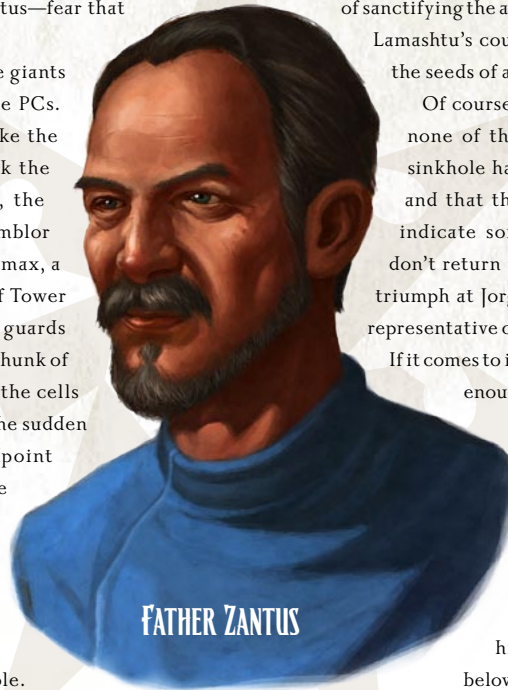 tus—fear that
e giants
e PCs.
ke the
k the
, the
mblor
max, a
f Tower
guards
hunk of
the cells
he sudden
point
e
le.
FATHER ZANTUS
of sanctifying the a
Lamashtu’s cou
the seeds of a
Of course
none of th
sinkhole ha
and that th
indicate so
don’t return
triumph at Jorg
representative o
If it comes to i
enou
h
below